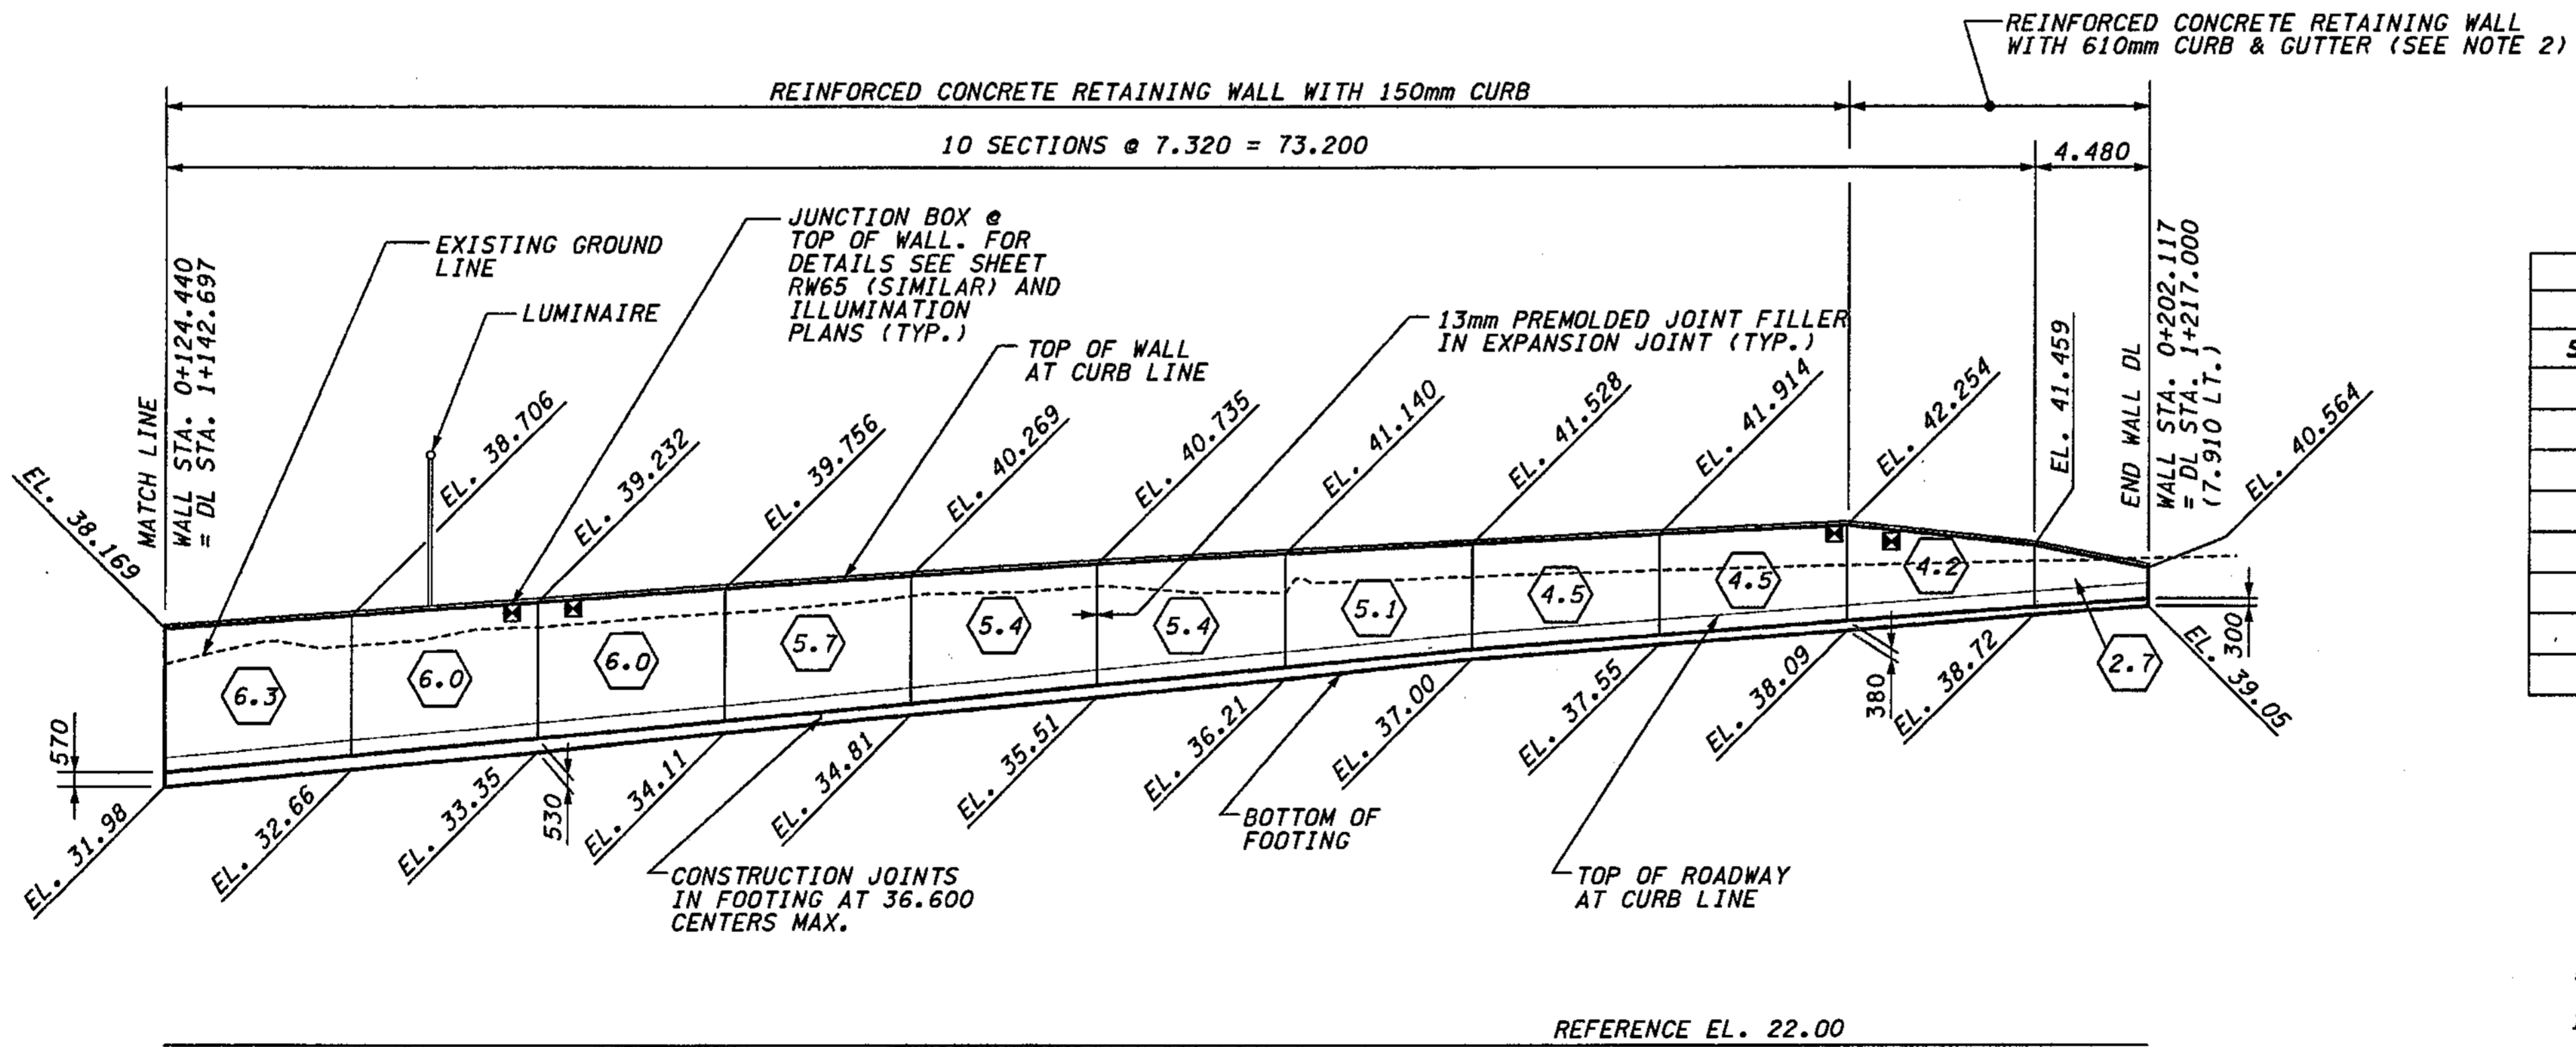 REINFORCED CONCRETE RETAINING WALL
WITH 610mm CURB & GUTTER (SEE NOTE 2)
REINFORCED CONCRETE RETAINING WALL WITH 150mm CURB
10 SECTIONS @ 7.320 = 73.200
4.480
MATCH LINE
WALL STA. 0+124.440
= DL STA. 1+142.697
EXISTING GROUND
LINE
LUMINAIRE
JUNCTION BOX @
TOP OF WALL. FOR
DETAILS SEE SHEET
RW65 (SIMILAR) AND
ILLUMINATION
PLANS (TYP.)
TOP OF WALL
AT CURB LINE
13mm PREMOLDED JOINT FILLER
IN EXPANSION JOINT (TYP.)
END WALL DL
WALL STA. 0+202.117
= DL STA. 1+217.000
(7.910 LT.)
EL. 38.169
EL. 38.706
EL. 39.232
EL. 39.756
EL. 40.269
EL. 40.735
EL. 41.140
EL. 41.528
EL. 41.914
EL. 42.254
EL. 41.459
EL. 40.564
6.3
6.0
6.0
5.7
5.4
5.4
5.1
4.5
4.5
4.2
2.7
570
530
380
300
EL. 31.98
EL. 32.66
EL. 33.35
EL. 34.11
EL. 34.81
EL. 35.51
EL. 36.21
EL. 37.00
EL. 37.55
EL. 38.09
EL. 38.72
EL. 39.05
CONSTRUCTION JOINTS
IN FOOTING AT 36.600
CENTERS MAX.
BOTTOM OF
FOOTING
TOP OF ROADWAY
AT CURB LINE
REFERENCE EL. 22.00